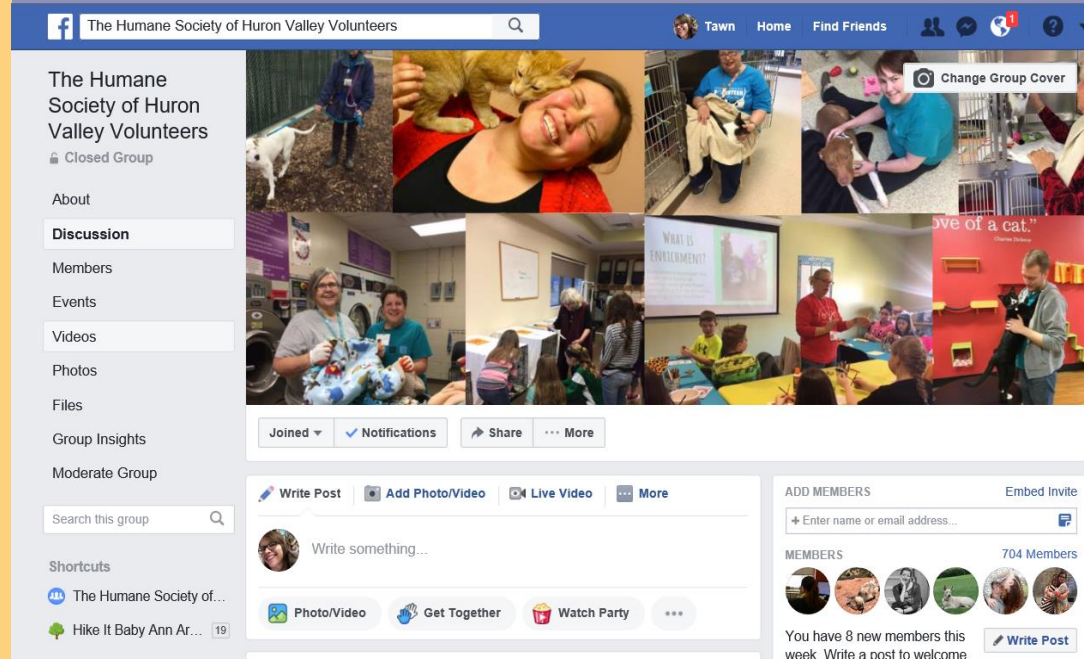 The Humane Society of Huron Valley Volunteers
Tawn Home Find Friends
1
The Humane
Society of Huron
Valley Volunteers
Closed Group
About
Discussion
Members
Events
Videos
Photos
Files
Group Insights
Moderate Group
Search this group
Shortcuts
The Humane Society of...
Hike It Baby Ann Ar... 19
Change Group Cover
WHAT IS
ENRICHMENT?
ove of a cat."
Charles Dickens
Joined Notifications Share More
Write Post Add Photo/Video Live Video More
Write something...
Photo/Video Get Together Watch Party
ADD MEMBERS Embed Invite
+ Enter name or email address...
MEMBERS 704 Members
You have 8 new members this
week. Write a post to welcome
Write Post